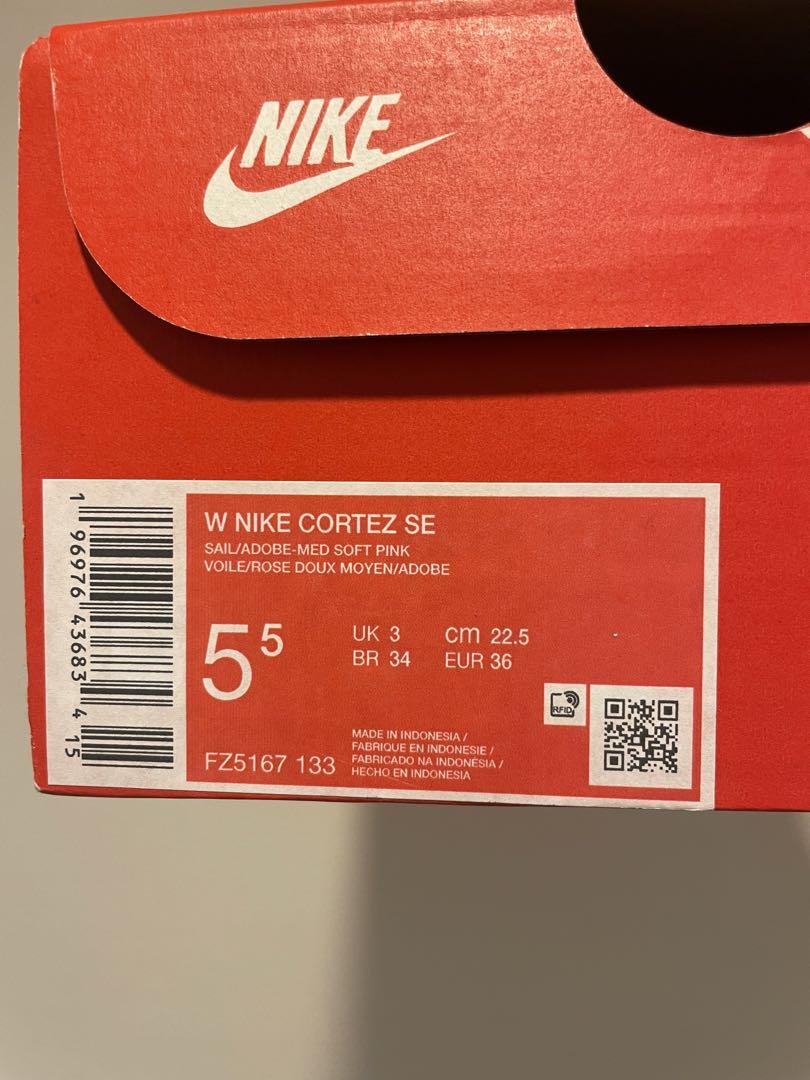 NIKE
W NIKE CORTEZ SE
SAIL/ADOBE-MED SOFT PINK
VOILE/ROSE DOUX MOYEN/ADOBE
5⁵
UK 3 cm 22.5
BR 34 EUR 36
RFID
FZ5167 133
MADE IN INDONESIA /
FABRIQUE EN INDONESIE /
FABRICADO NA INDONÉSIA /
HECHO EN INDONESIA
1 96976 43683 4 15